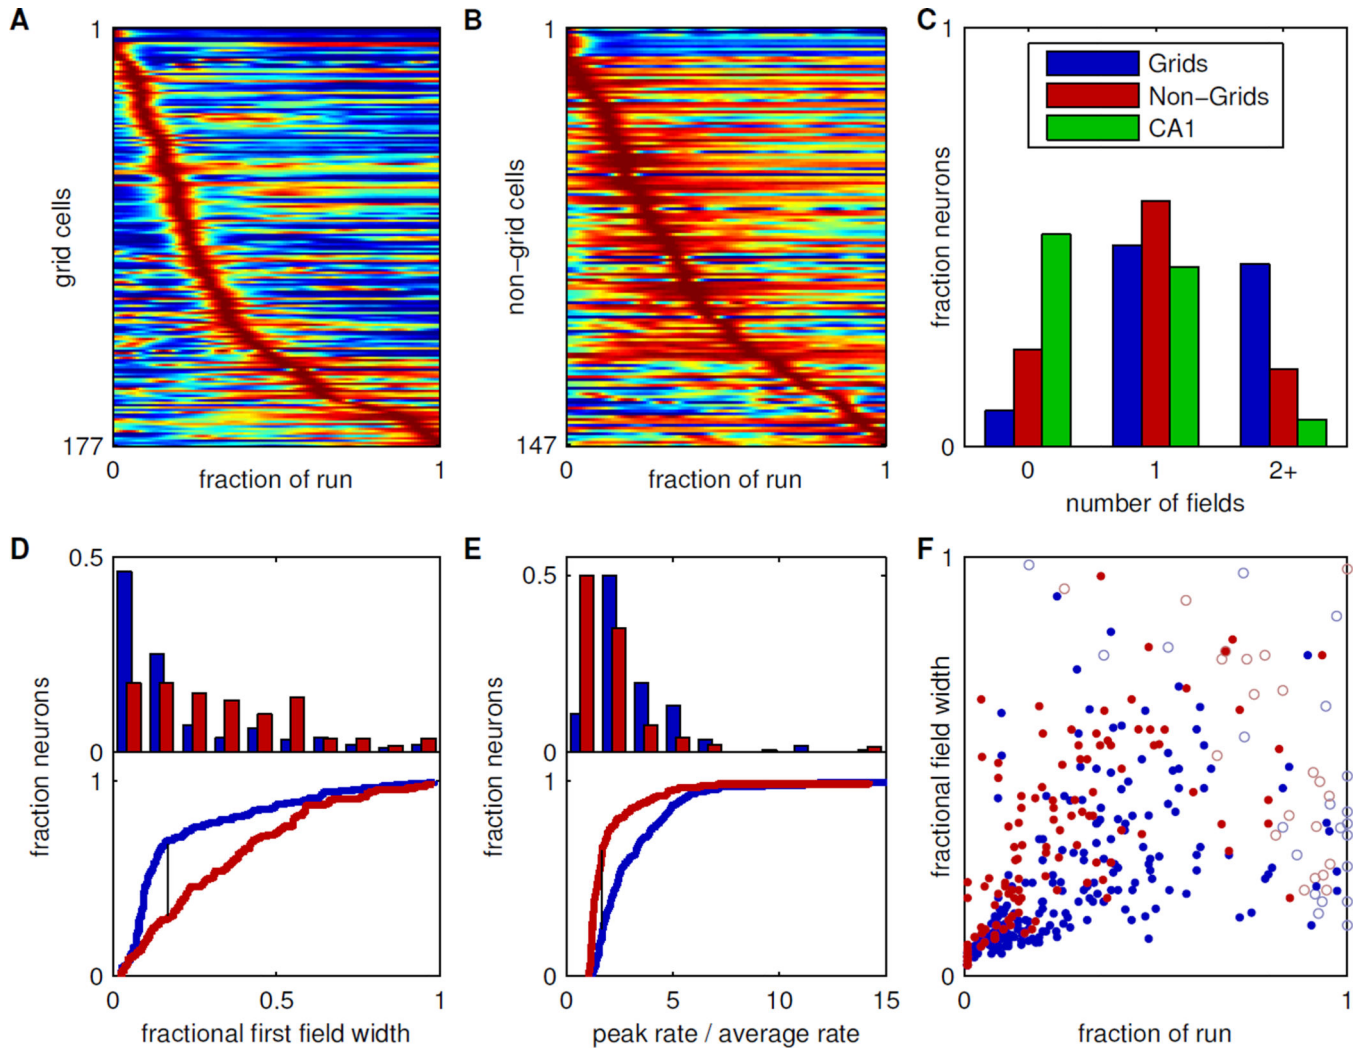 A
1
grid cells
177
0
1
fraction of run
B
1
non-grid cells
147
0
1
fraction of run
C
1
Grids
Non-Grids
CA1
fraction neurons
0
0
1
2+
number of fields
D
0.5
0
fraction neurons
1
0
0
0.5
1
fractional first field width
E
0.5
0
fraction neurons
1
0
0
5
10
15
peak rate / average rate
F
1
fractional field width
0
0
1
fraction of run